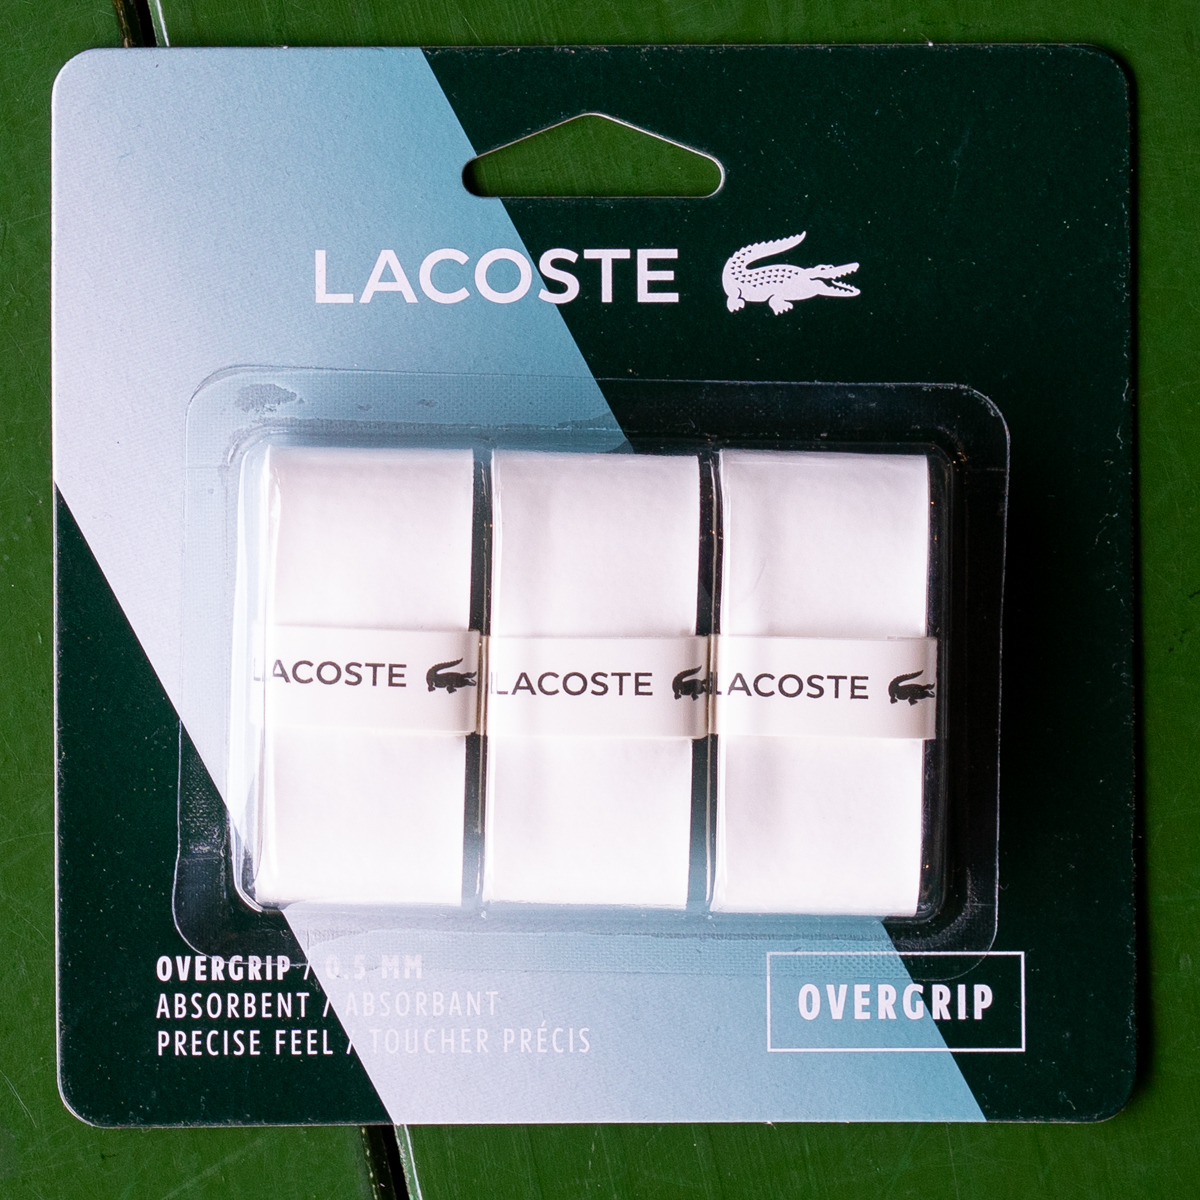 LACOSTE
LACOSTE LACOSTE LACOSTE
OVERGRIP / 0.5 MM
ABSORBENT / ABSORBANT
PRECISE FEEL / TOUCHER PRÉCIS
OVERGRIP